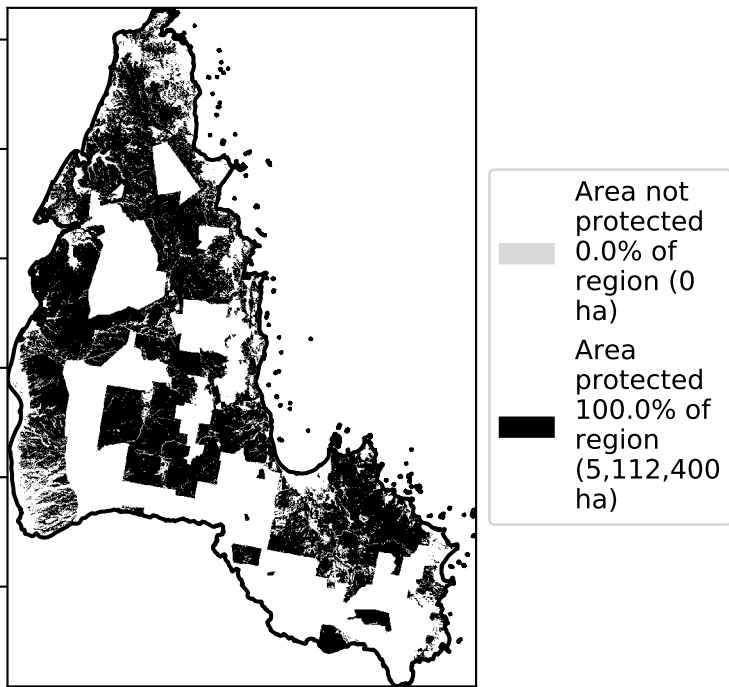 Area not
protected
0.0% of
region (0
ha)
Area
protected
100.0% of
region
(5,112,400
ha)